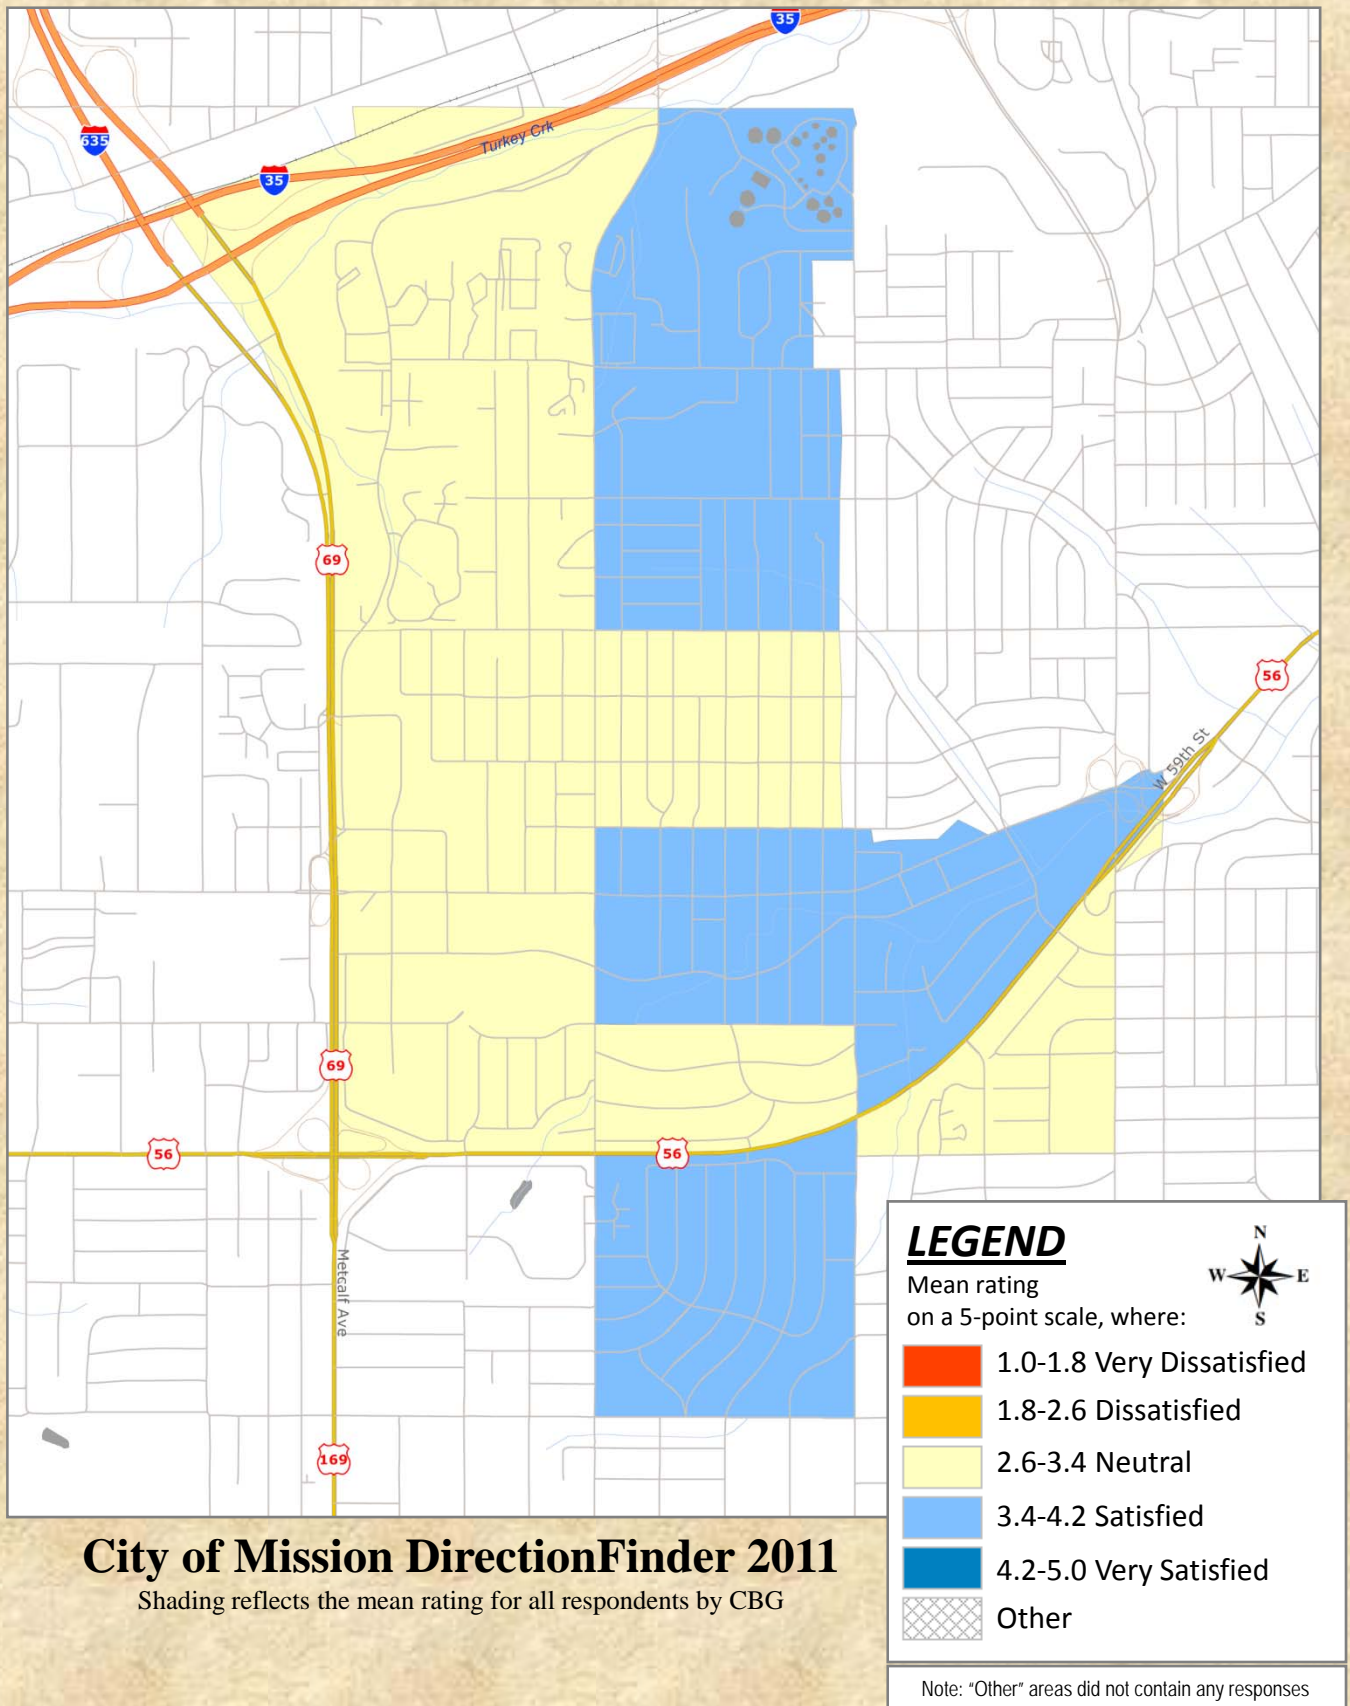 35
635
35
Turkey Crk
69
56
W 59th St
69
56
56
Metcalf Ave
169
LEGEND
N
W E
S
Mean rating
on a 5-point scale, where:
1.0-1.8 Very Dissatisfied
1.8-2.6 Dissatisfied
2.6-3.4 Neutral
3.4-4.2 Satisfied
4.2-5.0 Very Satisfied
Other
City of Mission DirectionFinder 2011
Shading reflects the mean rating for all respondents by CBG
Note: "Other" areas did not contain any responses